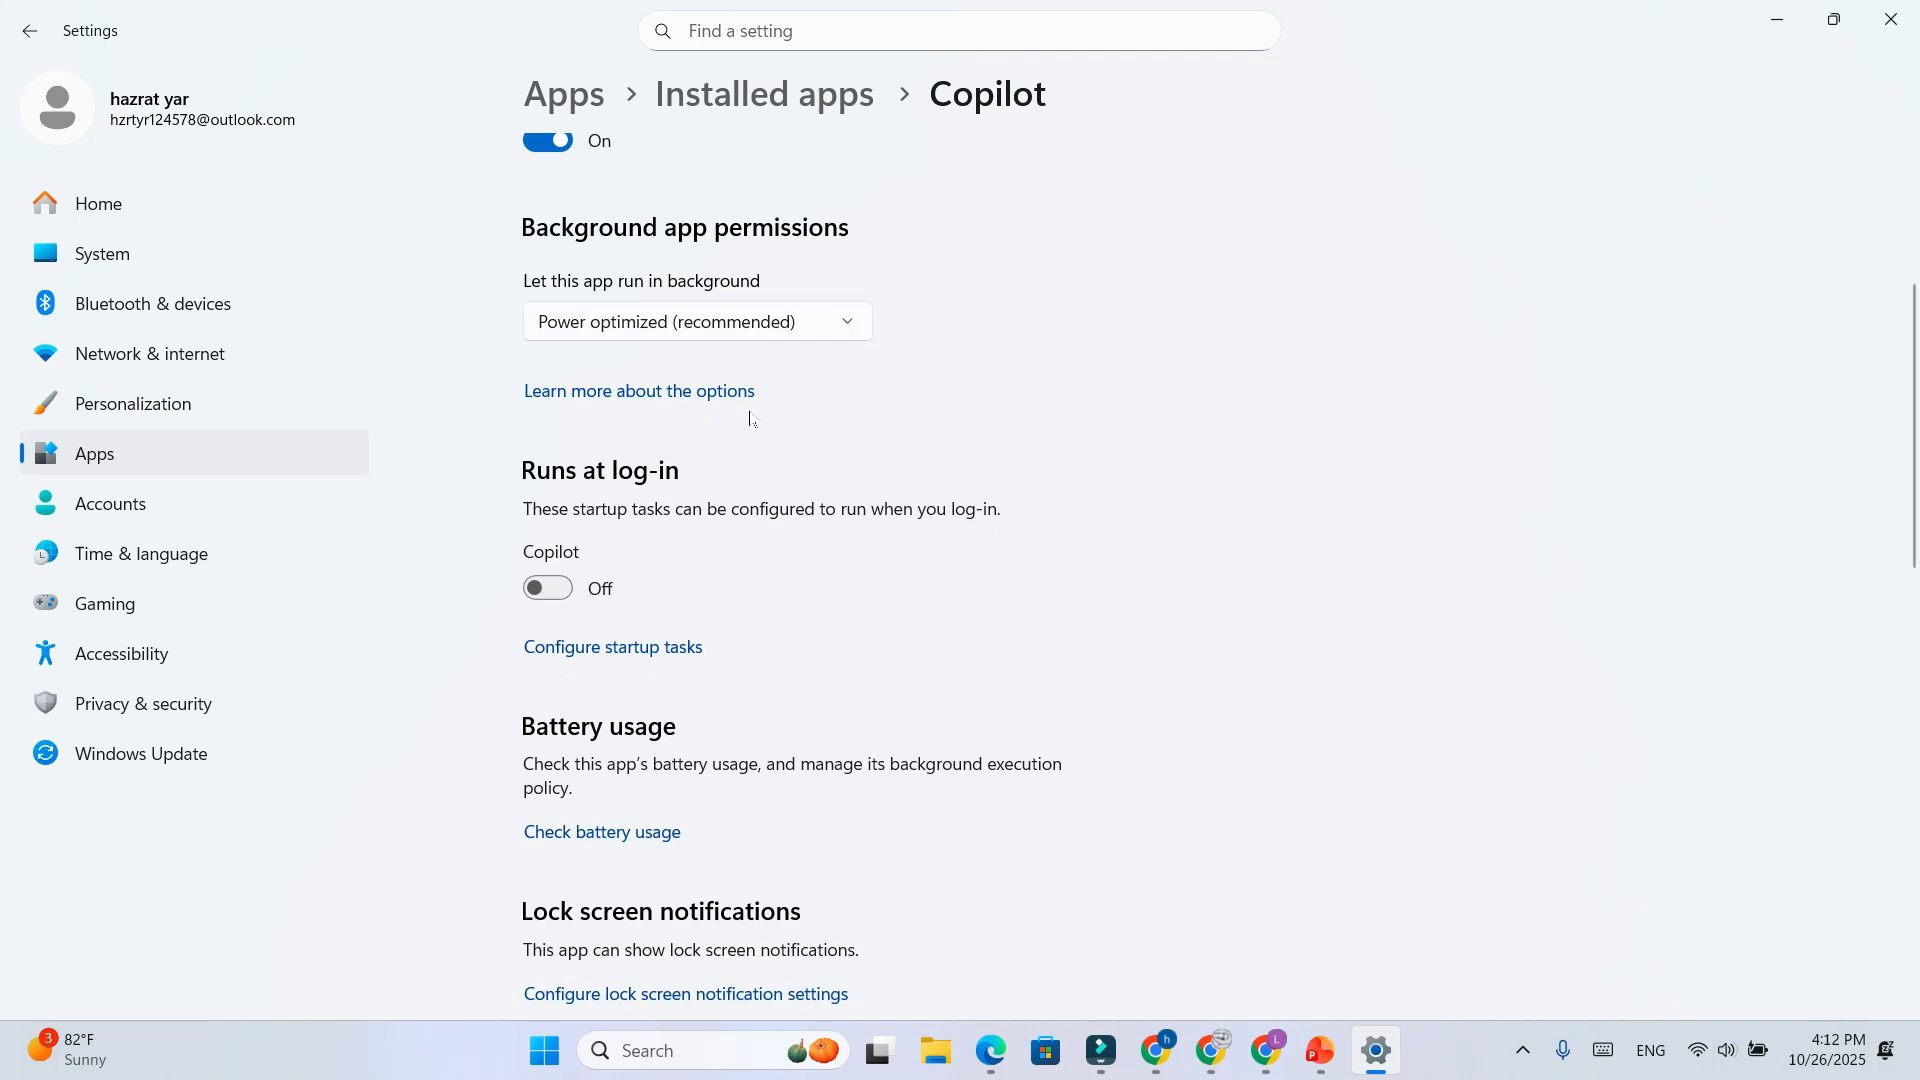 Settings
Find a setting
hazrat yar
hzrtyr124578@outlook.com
Home
System
Bluetooth & devices
Network & internet
Personalization
Apps
Accounts
Time & language
Gaming
Accessibility
Privacy & security
Windows Update
Apps > Installed apps > Copilot
On
Background app permissions
Let this app run in background
Power optimized (recommended)
Learn more about the options
Runs at log-in
These startup tasks can be configured to run when you log-in.
Copilot
Off
Configure startup tasks
Battery usage
Check this app's battery usage, and manage its background execution
policy.
Check battery usage
Lock screen notifications
This app can show lock screen notifications.
Configure lock screen notification settings
3
82°F
Sunny
Search
h
L
P
ENG
4:12 PM
10/26/2025